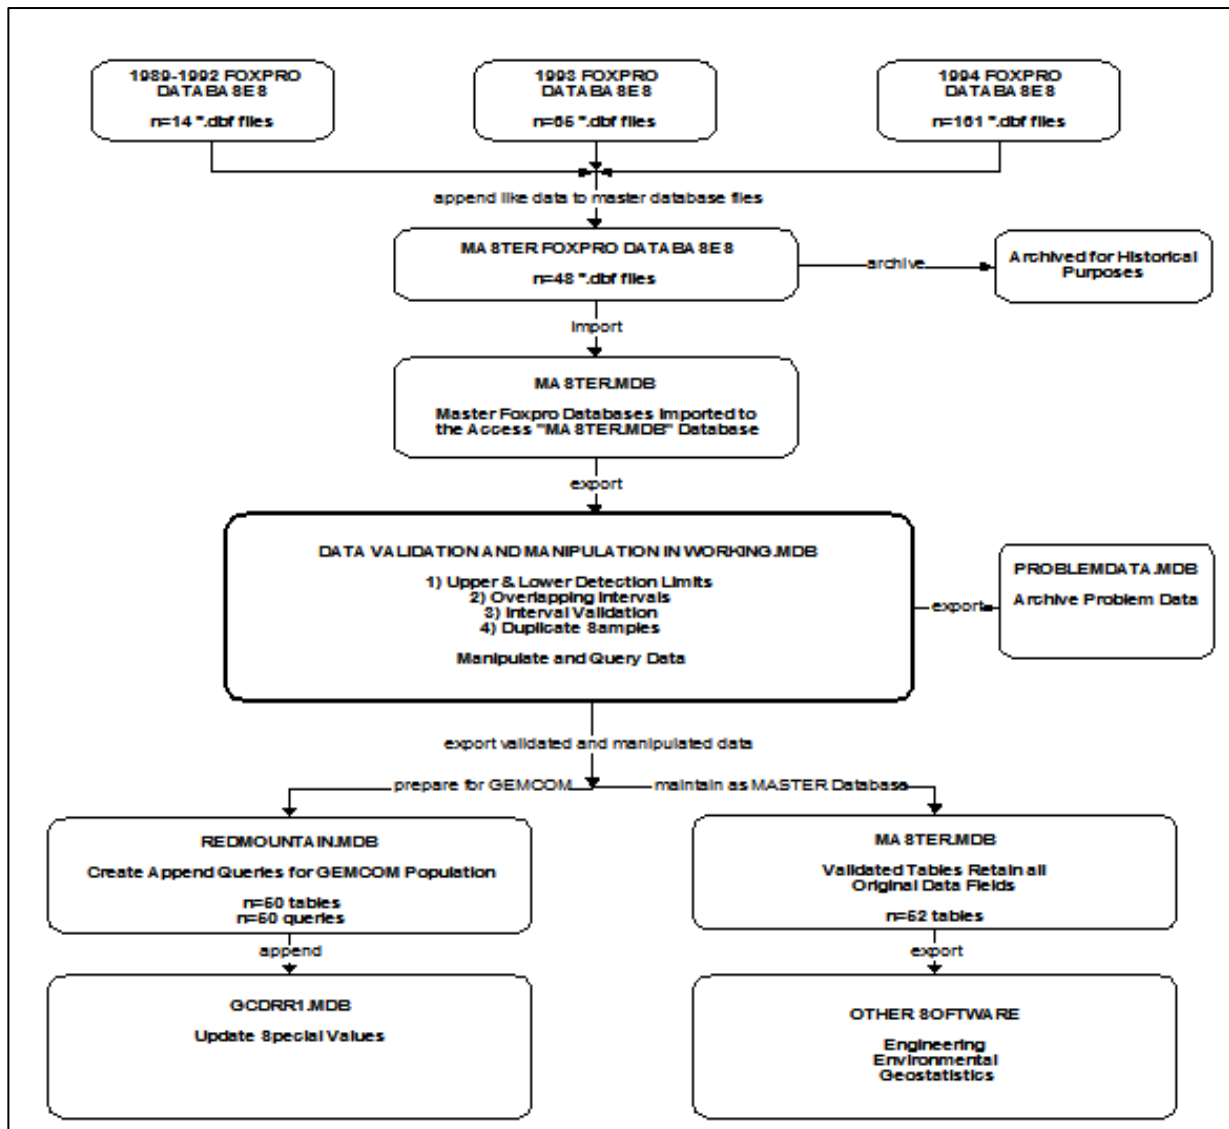 1989-1992 FOXPRO
DATABASES
n=14 *.dbf files
1993 FOXPRO
DATABASES
n=65 *.dbf files
1994 FOXPRO
DATABASES
n=161 *.dbf files
append like data to master database files
MASTER FOXPRO DATABASES
n=48 *.dbf files
archive
Archived for Historical
Purposes
import
MASTER.MDB
Master Foxpro Databases Imported to
the Access "MASTER.MDB" Database
export
DATA VALIDATION AND MANIPULATION IN WORKING.MDB
1) Upper & Lower Detection Limits
2) Overlapping Intervals
3) Interval Validation
4) Duplicate Samples
Manipulate and Query Data
export
PROBLEMDATA.MDB
Archive Problem Data
export validated and manipulated data
prepare for GEMCOM
maintain as MASTER Database
REDMOUNTAIN.MDB
Create Append Queries for GEMCOM Population
n=50 tables
n=50 queries
MASTER.MDB
Validated Tables Retain all
Original Data Fields
n=52 tables
append
export
GCDRR1.MDB
Update Special Values
OTHER SOFTWARE
Engineering
Environmental
Geostatistics